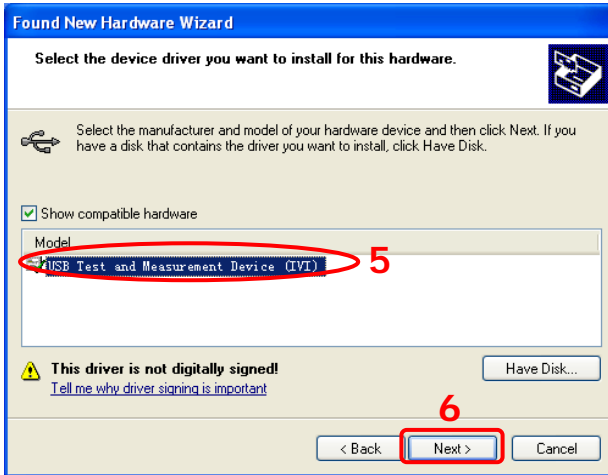 Found New Hardware Wizard
Select the device driver you want to install for this hardware.
Select the manufacturer and model of your hardware device and then click Next. If you
have a disk that contains the driver you want to install, click Have Disk.
Show compatible hardware
Model
USB Test and Measurement Device (IVI)
5
This driver is not digitally signed!
Tell me why driver signing is important
Have Disk...
6
< Back
Next >
Cancel